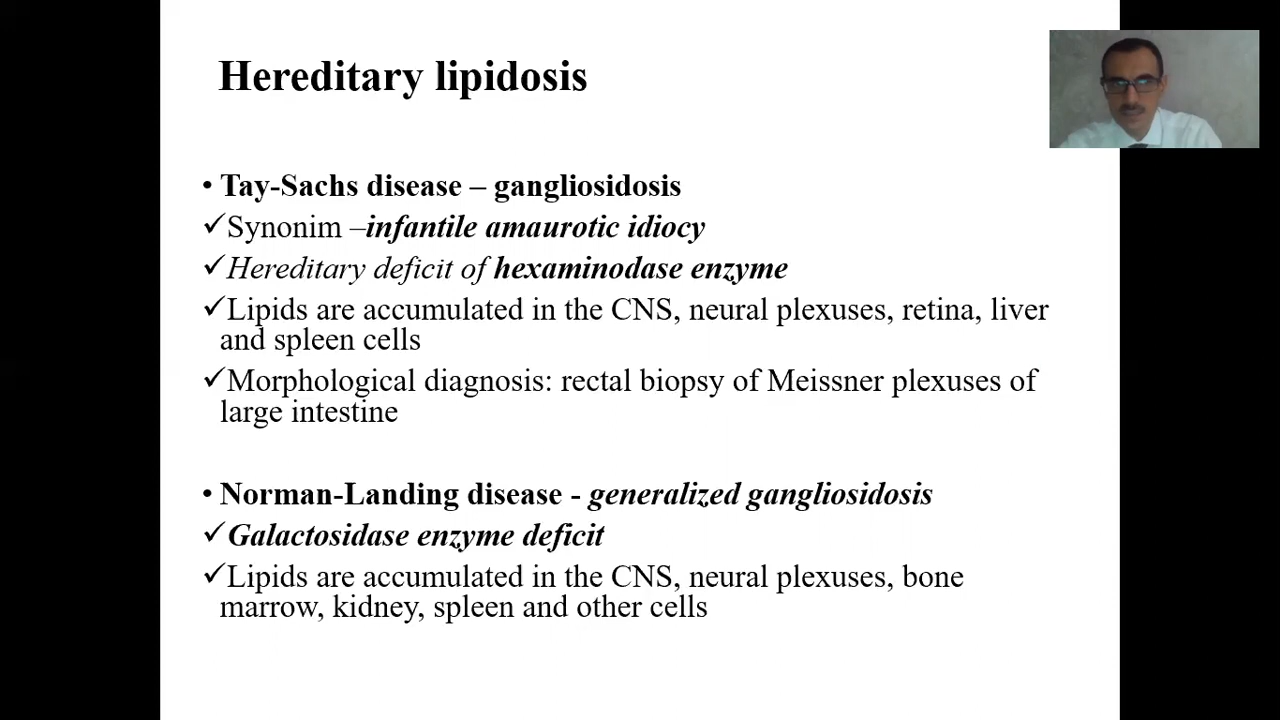 Hereditary lipidosis
• Tay-Sachs disease – gangliosidosis
✓Synonim –infantile amaurotic idiocy
✓Hereditary deficit of hexaminodase enzyme
✓Lipids are accumulated in the CNS, neural plexuses, retina, liver
and spleen cells
✓Morphological diagnosis: rectal biopsy of Meissner plexuses of
large intestine
• Norman-Landing disease - generalized gangliosidosis
✓Galactosidase enzyme deficit
✓Lipids are accumulated in the CNS, neural plexuses, bone
marrow, kidney, spleen and other cells